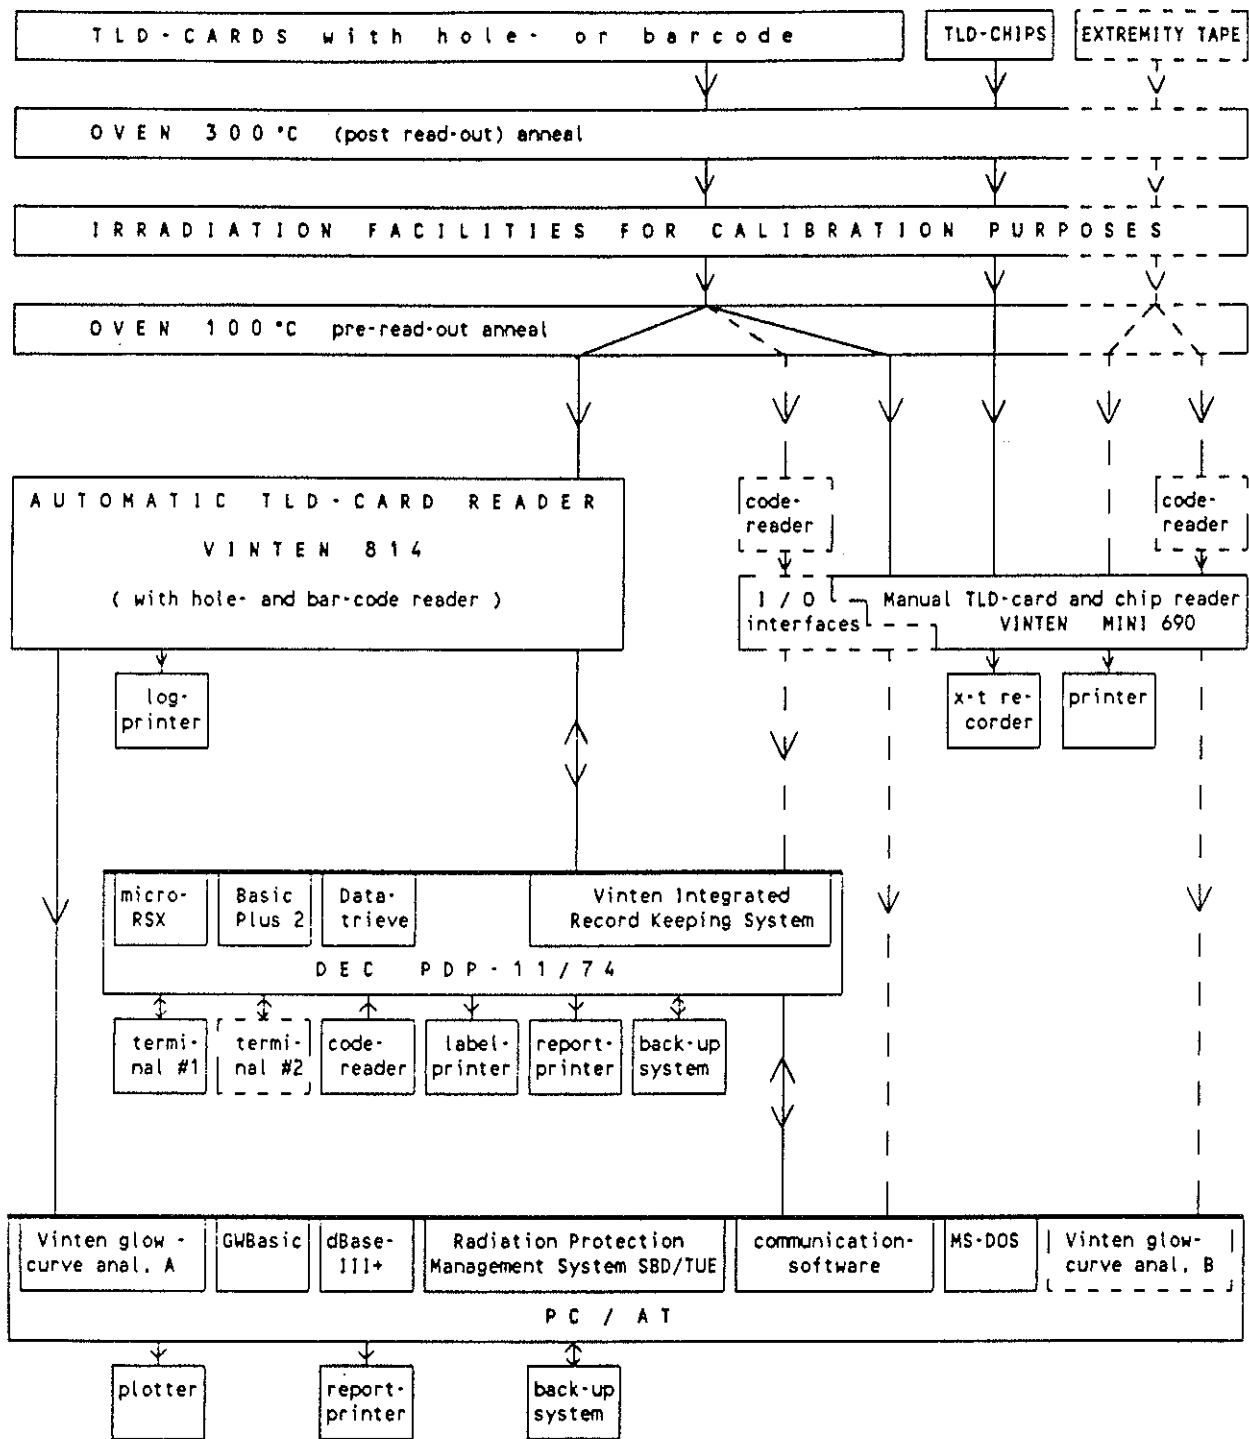 TLD-CARDS with hole- or barcode
TLD-CHIPS
EXTREMITY TAPE
OVEN 300°C (post read-out) anneal
IRRADIATION FACILITIES FOR CALIBRATION PURPOSES
OVEN 100°C pre-read-out anneal
AUTOMATIC TLD-CARD READER
VINTEN 814
( with hole- and bar-code reader )
code-
reader
code-
reader
I / O
interfaces
Manual TLD-card and chip reader
VINTEN MINI 690
log-
printer
x-t re-
corder
printer
micro-
RSX
Basic
Plus 2
Data-
trieve
Vinten Integrated
Record Keeping System
DEC PDP-11/74
termi-
nal #1
termi-
nal #2
code-
reader
label-
printer
report-
printer
back-up
system
Vinten glow -
curve anal. A
GWBasic
dBase-
III+
Radiation Protection
Management System SBD/TUE
communication-
software
MS-DOS
Vinten glow-
curve anal. B
PC / AT
plotter
report-
printer
back-up
system